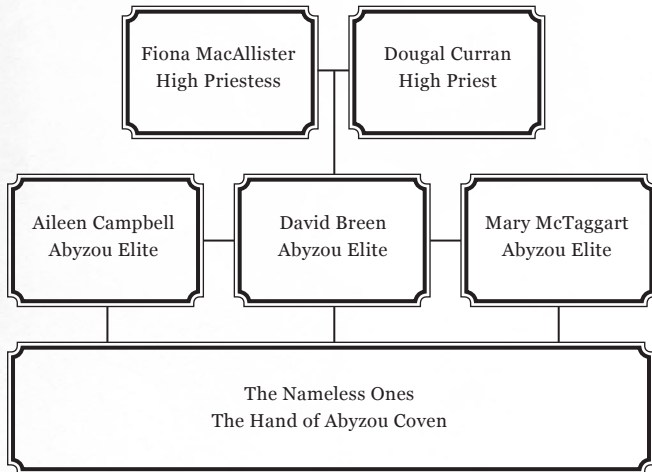 Fiona MacAllister
High Priestess
Dougal Curran
High Priest
Aileen Campbell
Abyzou Elite
David Breen
Abyzou Elite
Mary McTaggart
Abyzou Elite
The Nameless Ones
The Hand of Abyzou Coven